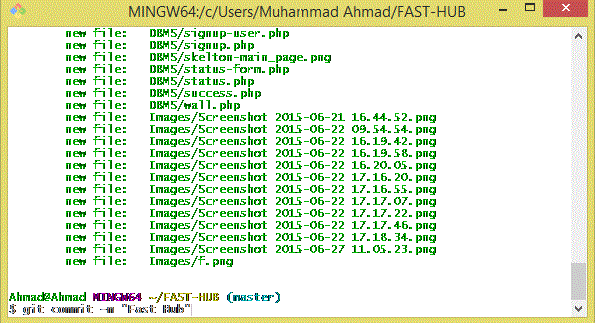 MINGW64:/c/Users/Muhammad Ahmad/FAST-HUB
new file:   DBMS/signup-user.php
new file:   DBMS/signup.php
new file:   DBMS/skelton-main_page.png
new file:   DBMS/status-form.php
new file:   DBMS/status.php
new file:   DBMS/success.php
new file:   DBMS/wall.php
new file:   Images/Screenshot 2015-06-21 16.44.52.png
new file:   Images/Screenshot 2015-06-22 09.54.54.png
new file:   Images/Screenshot 2015-06-22 16.19.42.png
new file:   Images/Screenshot 2015-06-22 16.19.58.png
new file:   Images/Screenshot 2015-06-22 16.20.05.png
new file:   Images/Screenshot 2015-06-22 17.16.20.png
new file:   Images/Screenshot 2015-06-22 17.16.55.png
new file:   Images/Screenshot 2015-06-22 17.17.07.png
new file:   Images/Screenshot 2015-06-22 17.17.22.png
new file:   Images/Screenshot 2015-06-22 17.17.46.png
new file:   Images/Screenshot 2015-06-22 17.18.34.png
new file:   Images/Screenshot 2015-06-27 11.05.23.png
new file:   Images/f.png
Ahmad@Ahmad MINGW64 ~/FAST-HUB (master)
$ git commit -m "Fast Hub"